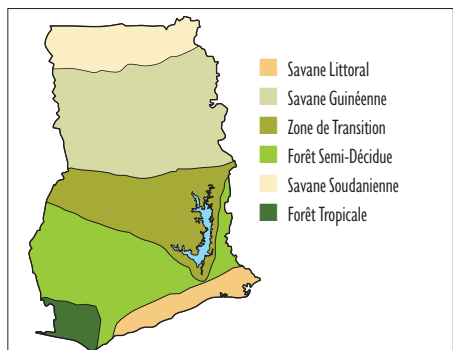 Savane Littoral
Savane Guinéenne
Zone de Transition
Forêt Semi-Décidue
Savane Soudanienne
Forêt Tropicale